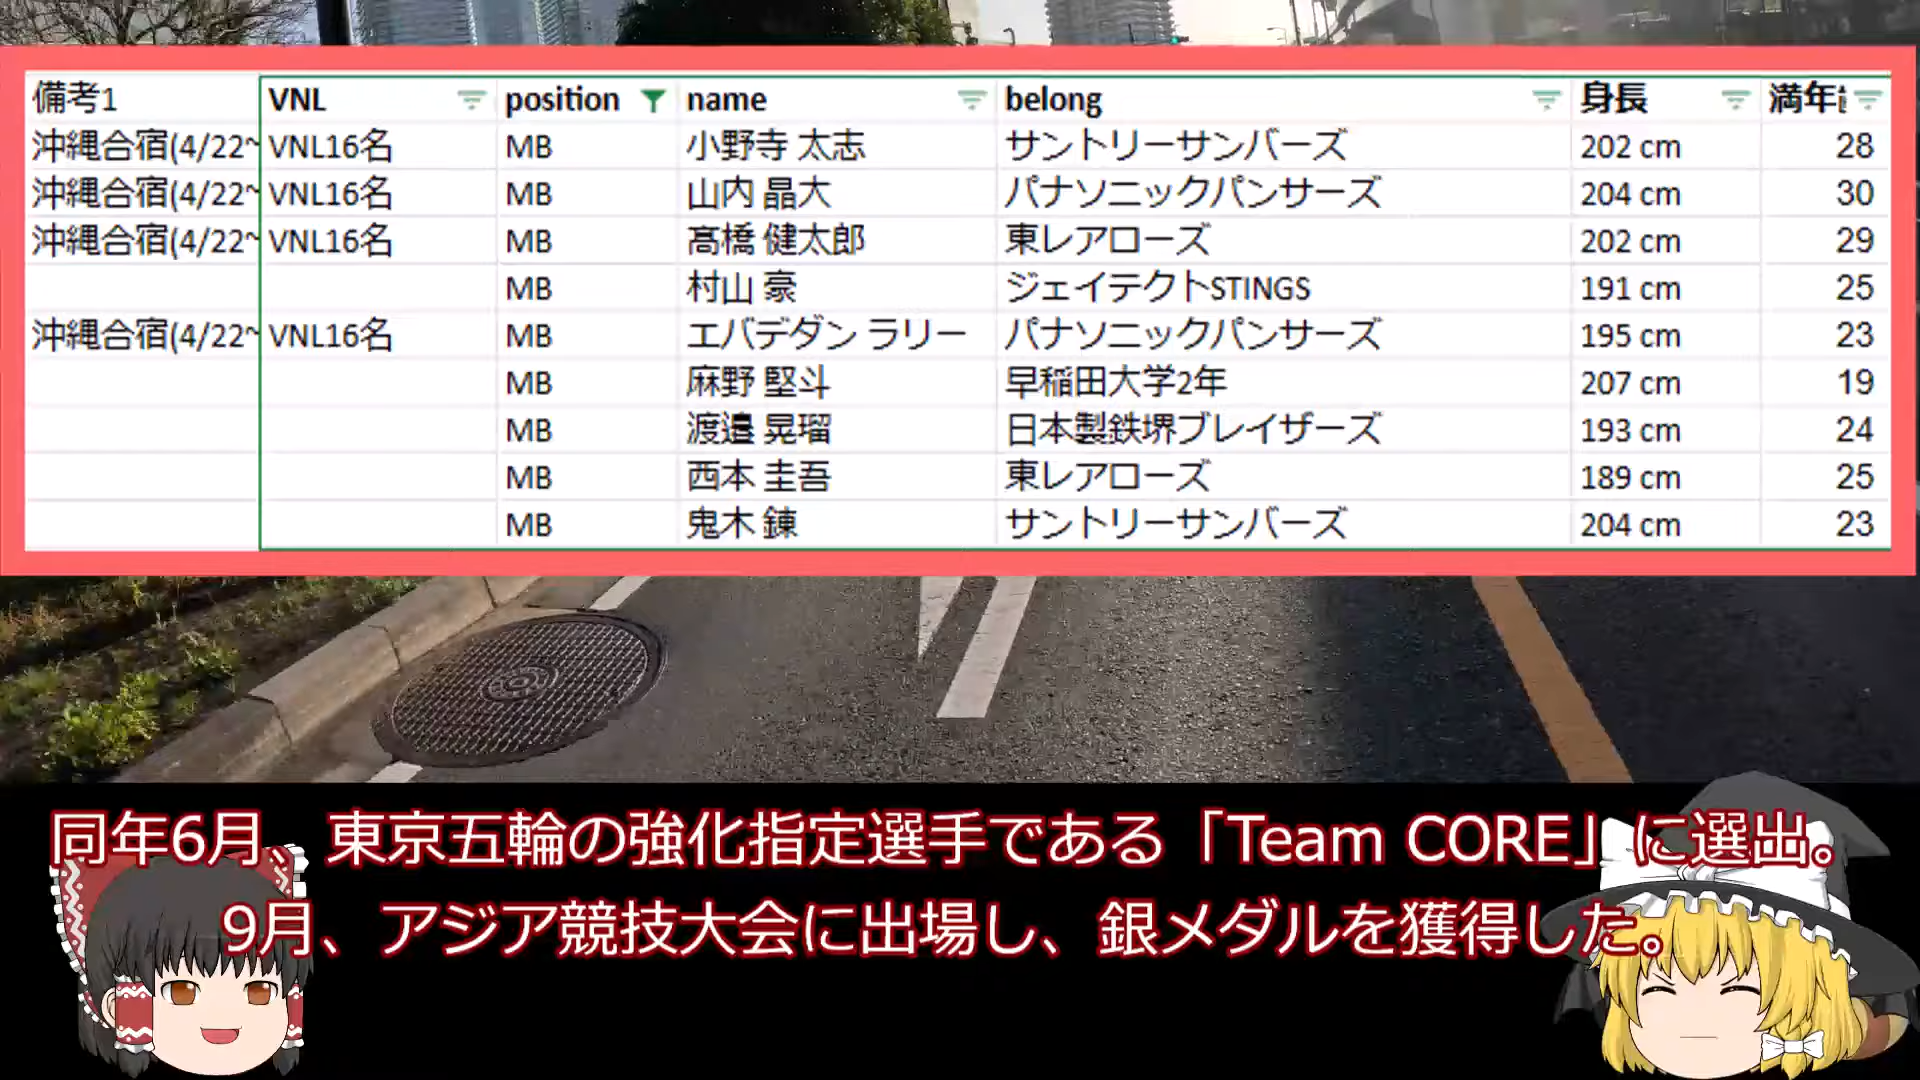 備考1 VNL position name belong 身長 満年
沖縄合宿(4/22~ VNL16名 MB 小野寺 太志 サントリーサンバーズ 202 cm 28
沖縄合宿(4/22~ VNL16名 MB 山内 晶大 パナソニックパンサーズ 204 cm 30
沖縄合宿(4/22~ VNL16名 MB 髙橋 健太郎 東レアローズ 202 cm 29
MB 村山 豪 ジェイテクトSTINGS 191 cm 25
沖縄合宿(4/22~ VNL16名 MB エバデダン ラリー パナソニックパンサーズ 195 cm 23
MB 麻野 堅斗 早稲田大学2年 207 cm 19
MB 渡邉 晃瑠 日本製鉄堺ブレイザーズ 193 cm 24
MB 西本 圭吾 東レアローズ 189 cm 25
MB 鬼木 錬 サントリーサンバーズ 204 cm 23
同年6月、東京五輪の強化指定選手である「Team CORE」に選出。
9月、アジア競技大会に出場し、銀メダルを獲得した。